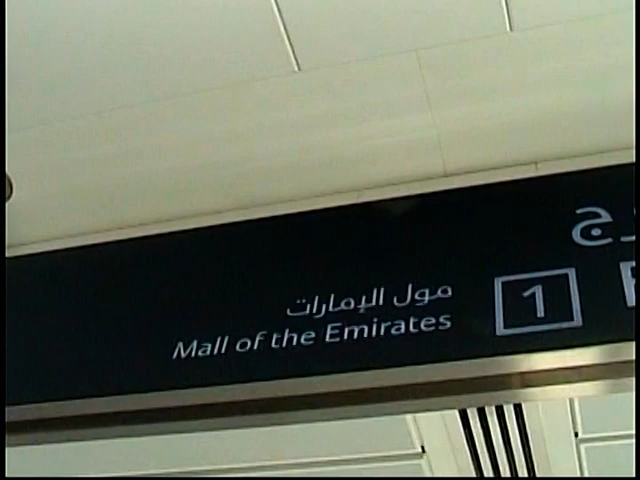 مول الإمارات
Mall of the Emirates
1